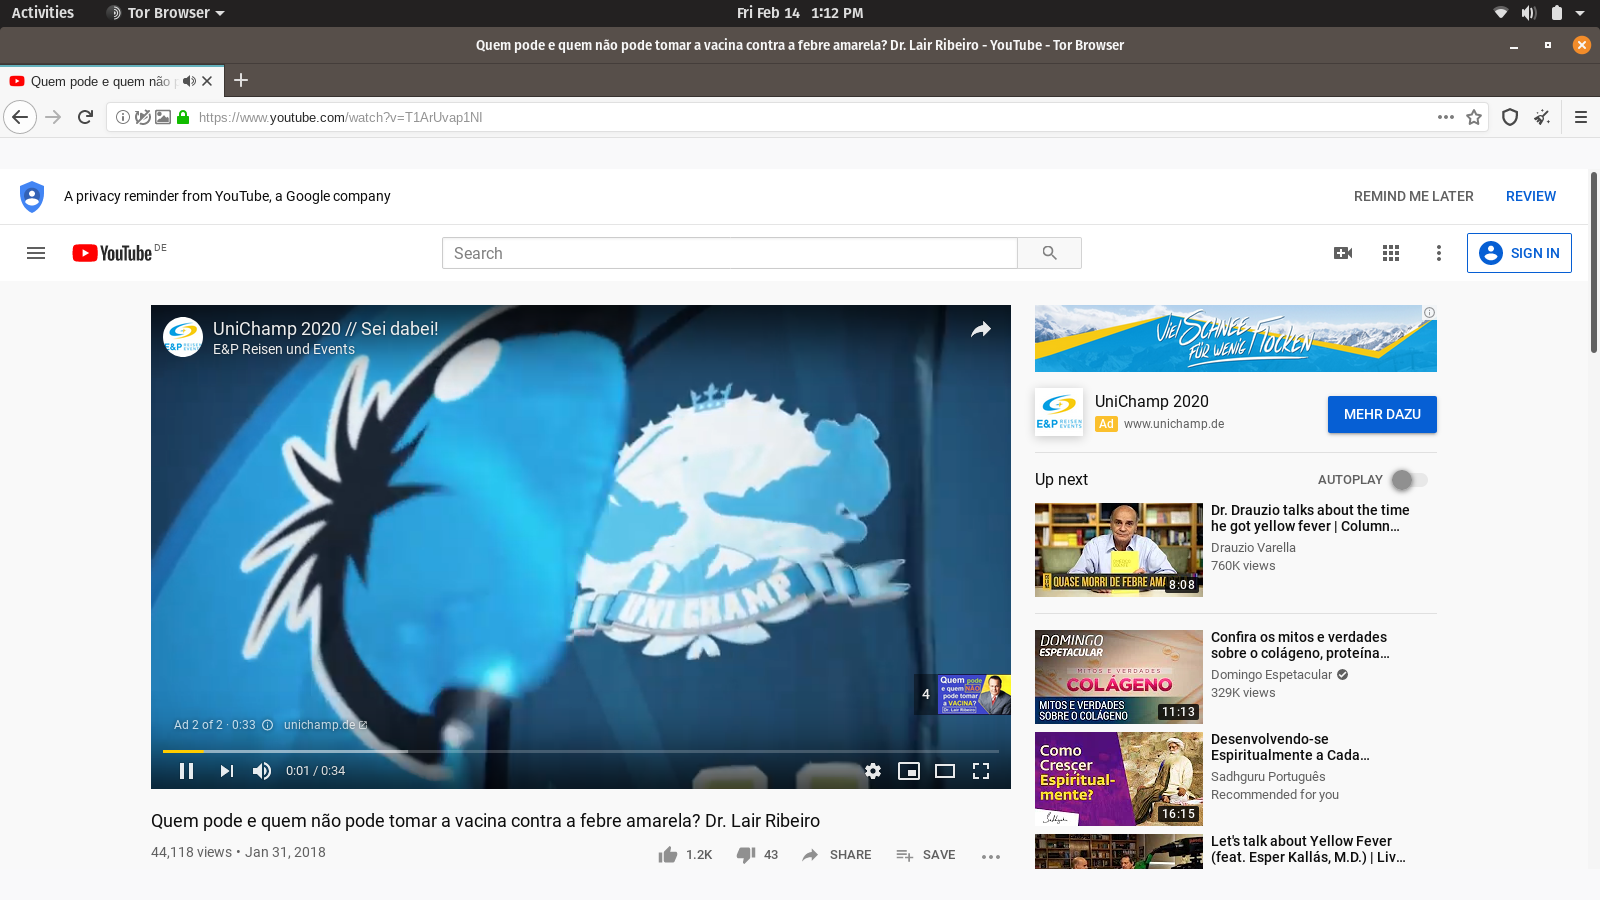 Activities
Tor Browser
Fri Feb 14 1:12 PM
Quem pode e quem não pode tomar a vacina contra a febre amarela? Dr. Lair Ribeiro - YouTube - Tor Browser
Quem pode e quem não p
https://www.youtube.com/watch?v=T1ArUvap1NI
A privacy reminder from YouTube, a Google company
REMIND ME LATER
REVIEW
YouTube DE
Search
SIGN IN
UniChamp 2020 // Sei dabei!
E&P Reisen und Events
UNI CHAMP
4
Quem pode
e quem NÃO
pode tomar
a VACINA?
Dr. Lair Ribeiro
Ad 2 of 2 · 0:33
unichamp.de
0:01 / 0:34
Quem pode e quem não pode tomar a vacina contra a febre amarela? Dr. Lair Ribeiro
44,118 views • Jan 31, 2018
1.2K
43
SHARE
SAVE
VIEL SCHNEE
FÜR WENIG FLOCKEN
E&P REISEN EVENTS
UniChamp 2020
Ad www.unichamp.de
MEHR DAZU
Up next
AUTOPLAY
QUASE MORRI DE FEBRE AMA
8:08
Dr. Drauzio talks about the time
he got yellow fever | Column...
Drauzio Varella
760K views
DOMINGO
ESPETACULAR
MITOS E VERDADES
COLÁGENO
MITOS E VERDADES
SOBRE O COLÁGENO
11:13
Confira os mitos e verdades
sobre o colágeno, proteína...
Domingo Espetacular
329K views
Como
Crescer
Espiritual-
mente?
16:15
Desenvolvendo-se
Espiritualmente a Cada...
Sadhguru Português
Recommended for you
Let's talk about Yellow Fever
(feat. Esper Kallás, M.D.) | Liv...